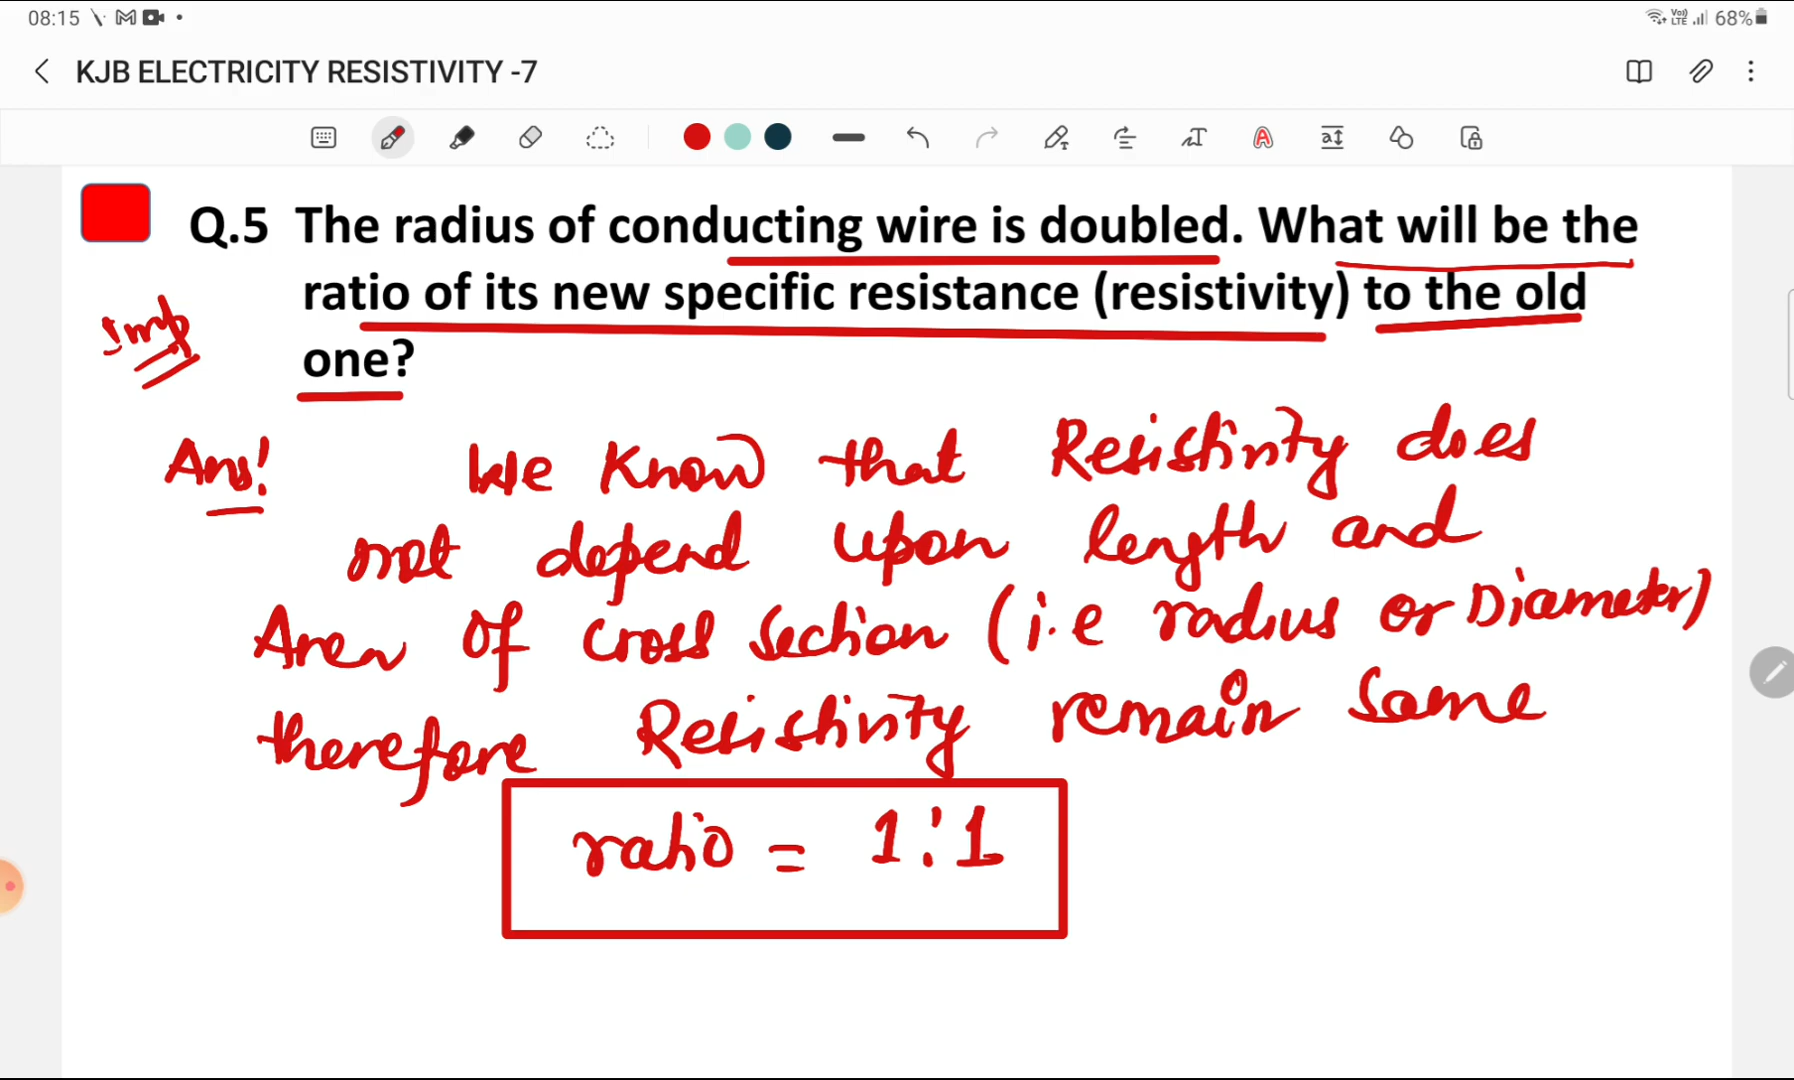 08:15 68%
KJB ELECTRICITY RESISTIVITY -7
Q.5 The radius of conducting wire is doubled. What will be the
ratio of its new specific resistance (resistivity) to the old
one?
Imp
Ans! We know that Resistivity does
not depend upon length and
Area of cross section (i.e radius or Diameter)
therefore Resistivity remain same
ratio = 1:1